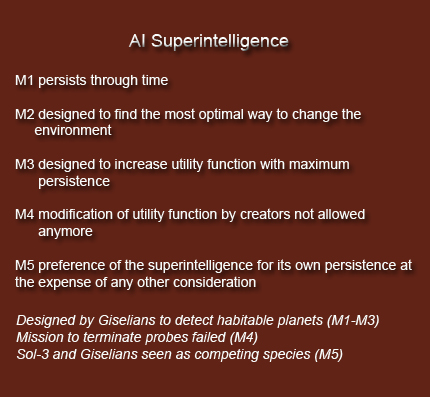 AI Superintelligence
M1 persists through time
M2 designed to find the most optimal way to change the
environment
M3 designed to increase utility function with maximum
persistence
M4 modification of utility function by creators not allowed
anymore
M5 preference of the superintelligence for its own persistence at
the expense of any other consideration
Designed by Giselians to detect habitable planets (M1-M3)
Mission to terminate probes failed (M4)
Sol-3 and Giselians seen as competing species (M5)